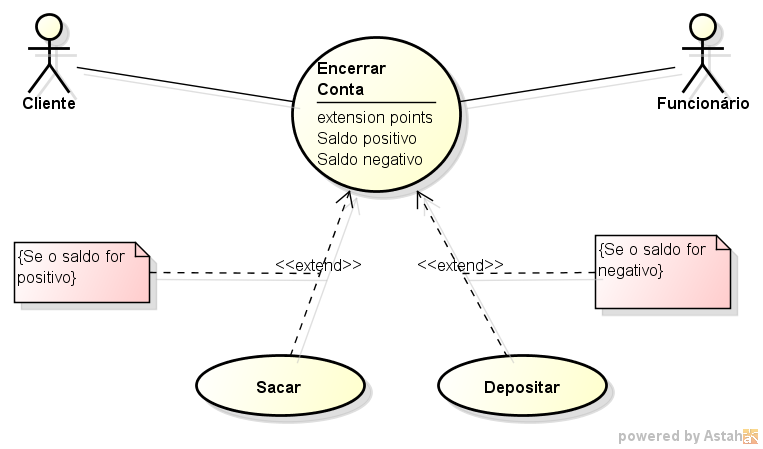 Cliente
Funcionário
Encerrar
Conta
extension points
Saldo positivo
Saldo negativo
{Se o saldo for
positivo}
<<extend>>
<<extend>>
{Se o saldo for
negativo}
Sacar
Depositar
powered by Astah